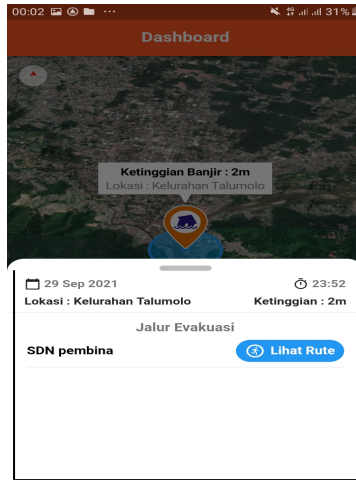 00:02 31%
Dashboard
Ketinggian Banjir : 2m
Lokasi : Kelurahan Talumolo
29 Sep 2021 23:52
Lokasi : Kelurahan Talumolo Ketinggian : 2m
Jalur Evakuasi
SDN pembina Lihat Rute